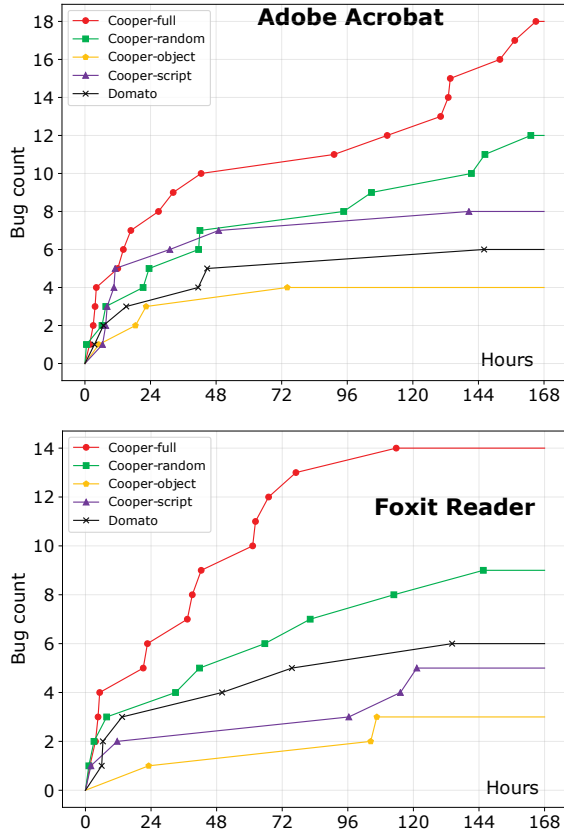 Adobe Acrobat
Cooper-full
Cooper-random
Cooper-object
Cooper-script
Domato
Bug count
18
16
14
12
10
8
6
4
2
0
Hours
0 24 48 72 96 120 144 168
Foxit Reader
Cooper-full
Cooper-random
Cooper-object
Cooper-script
Domato
Bug count
14
12
10
8
6
4
2
0
Hours
0 24 48 72 96 120 144 168